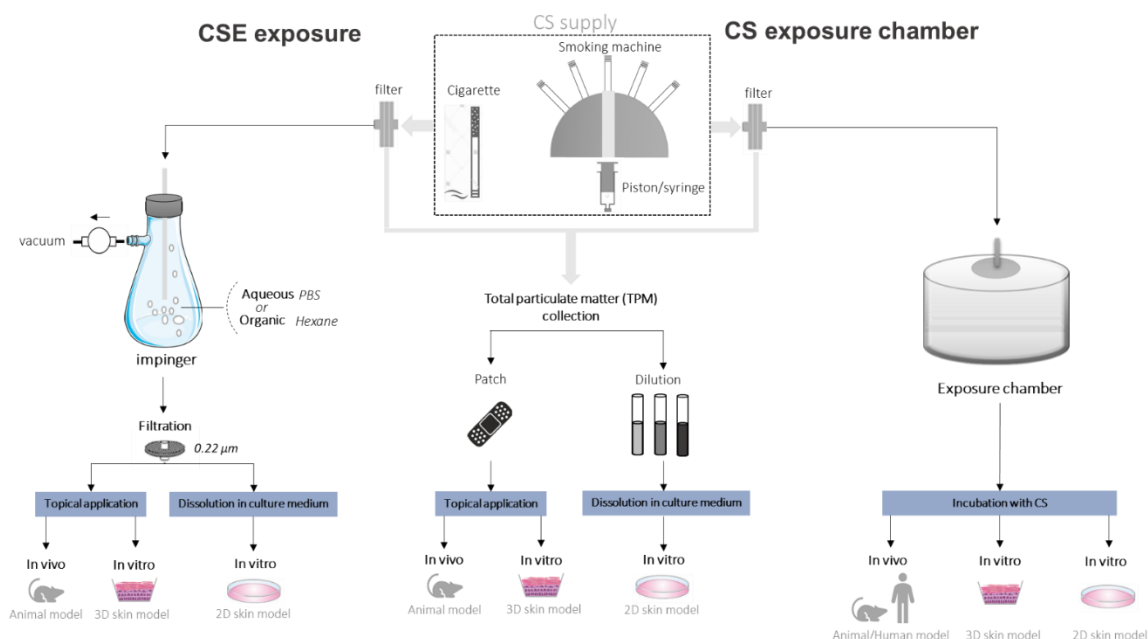 CS supply
CSE exposure
CS exposure chamber
Smoking machine
filter
Cigarette
filter
Piston/syringe
vacuum
Aqueous PBS
or
Organic Hexane
impinger
Total particulate matter (TPM)
collection
Patch
Dilution
Exposure chamber
Filtration
0.22 µm
Topical application
Dissolution in culture medium
Topical application
Dissolution in culture medium
Incubation with CS
In vivo
In vitro
In vitro
In vivo
In vitro
In vitro
In vivo
In vitro
In vitro
Animal model
3D skin model
2D skin model
Animal model
3D skin model
2D skin model
Animal/Human model
3D skin model
2D skin model